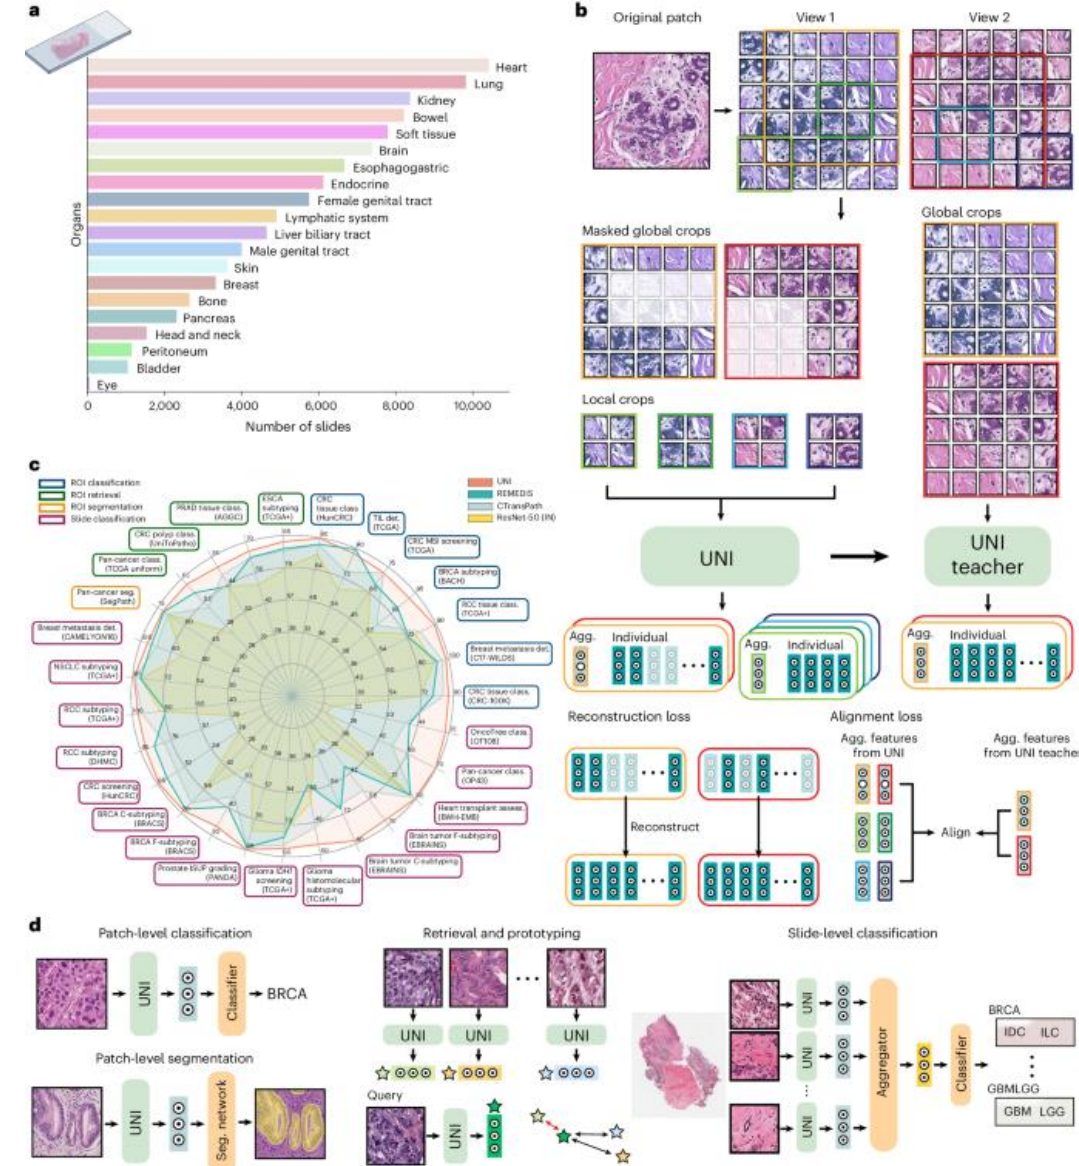 a
Heart
Lung
Kidney
Bowel
Soft tissue
Brain
Esophagogastric
Endocrine
Female genital tract
Lymphatic system
Liver biliary tract
Male genital tract
Skin
Breast
Bone
Pancreas
Head and neck
Peritoneum
Bladder
Eye
Organs
0 2,000 4,000 6,000 8,000 10,000
Number of slides
b
Original patch
View 1
View 2
Masked global crops
Global crops
Local crops
UNI
UNI
teacher
Agg. Individual
Agg. Individual
Agg. Individual
Reconstruction loss
Alignment loss
Agg. features
from UNI
Agg. features
from UNI teacher
Reconstruct
Align
c
ROI classification
ROI retrieval
ROI segmentation
Slide classification
UNI
REMEDIS
CTransPath
ResNet-50 (IN)
ESCA
subtyping
(TCGA+)
CRC
tissue class.
(HunCRC)
TIL det.
(TCGA)
CRC MSI screening
(TCGA)
BRCA subtyping
(BACH)
RCC tissue class.
(TCGA+)
Breast metastasis det.
(C17-WILDS)
CRC tissue class.
(CRC-100K)
OncoTree class.
(OT108)
Pan-cancer class.
(OP43)
Heart transplant assess.
(BWH-EMB)
Brain tumor F-subtyping
(EBRAINS)
Brain tumor C-subtyping
(EBRAINS)
Glioma
histomolecular
subtyping
(TCGA+)
Glioma IDH1
screening
(TCGA+)
Prostate ISUP grading
(PANDA)
BRCA F-subtyping
(BRACS)
BRCA C-subtyping
(BRACS)
CRC screening
(HunCRC)
RCC subtyping
(DHMC)
RCC subtyping
(TCGA+)
NSCLC subtyping
(TCGA+)
Breast metastasis det.
(CAMELYON16)
Pan-cancer seg.
(SegPath)
Pan-cancer class.
(TCGA uniform)
CRC polyp class.
(UniToPatho)
PRAD tissue class.
(AGGC)
d
Patch-level classification
UNI
Classifier
BRCA
Patch-level segmentation
UNI
Seg. network
Retrieval and prototyping
UNI
UNI
UNI
Query
UNI
Slide-level classification
UNI
UNI
UNI
Aggregator
Classifier
BRCA
IDC ILC
GBMLGG
GBM LGG